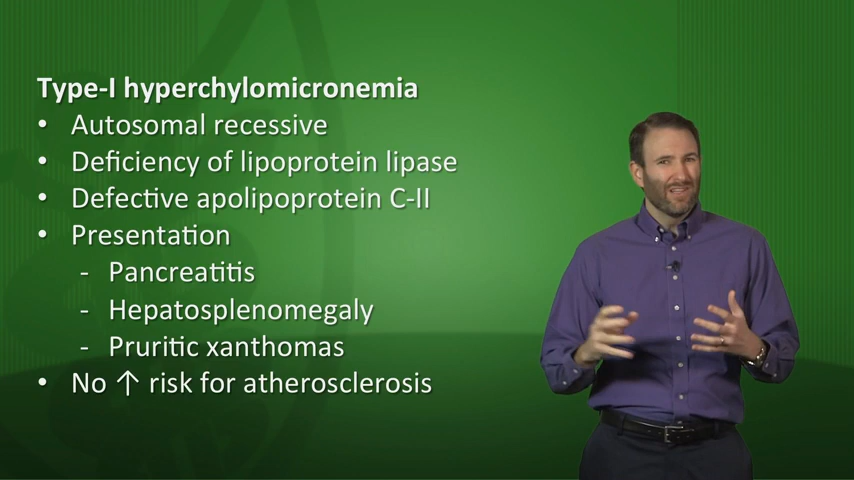 Type-I hyperchylomicronemia
• Autosomal recessive
• Deficiency of lipoprotein lipase
• Defective apolipoprotein C-II
• Presentation
- Pancreatitis
- Hepatosplenomegaly
- Pruritic xanthomas
• No ↑ risk for atherosclerosis